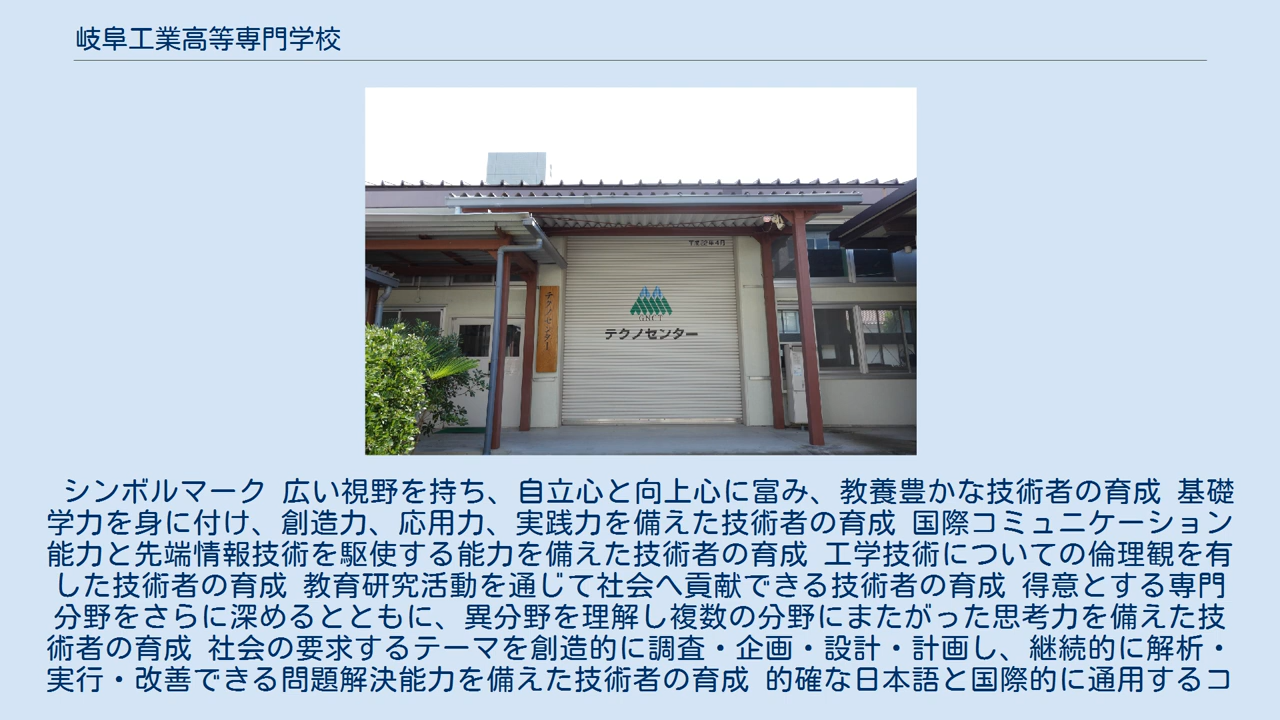 岐阜工業高等専門学校
テクノセンター
GNCT
テクノセンター
シンボルマーク 広い視野を持ち、自立心と向上心に富み、教養豊かな技術者の育成 基礎
学力を身に付け、創造力、応用力、実践力を備えた技術者の育成 国際コミュニケーション
能力と先端情報技術を駆使する能力を備えた技術者の育成 工学技術についての倫理観を有
した技術者の育成 教育研究活動を通じて社会へ貢献できる技術者の育成 得意とする専門
分野をさらに深めるとともに、異分野を理解し複数の分野にまたがった思考力を備えた技
術者の育成 社会の要求するテーマを創造的に調査・企画・設計・計画し、継続的に解析・
実行・改善できる問題解決能力を備えた技術者の育成 的確な日本語と国際的に通用するコ